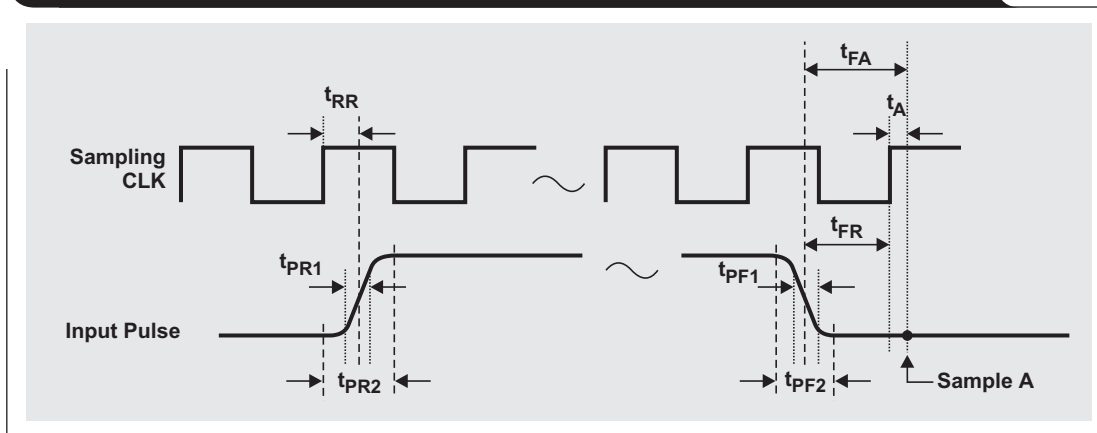 tFA
tRR
tA
Sampling
CLK
tFR
tPR1
tPF1
Input Pulse
tPR2
tPF2
Sample A